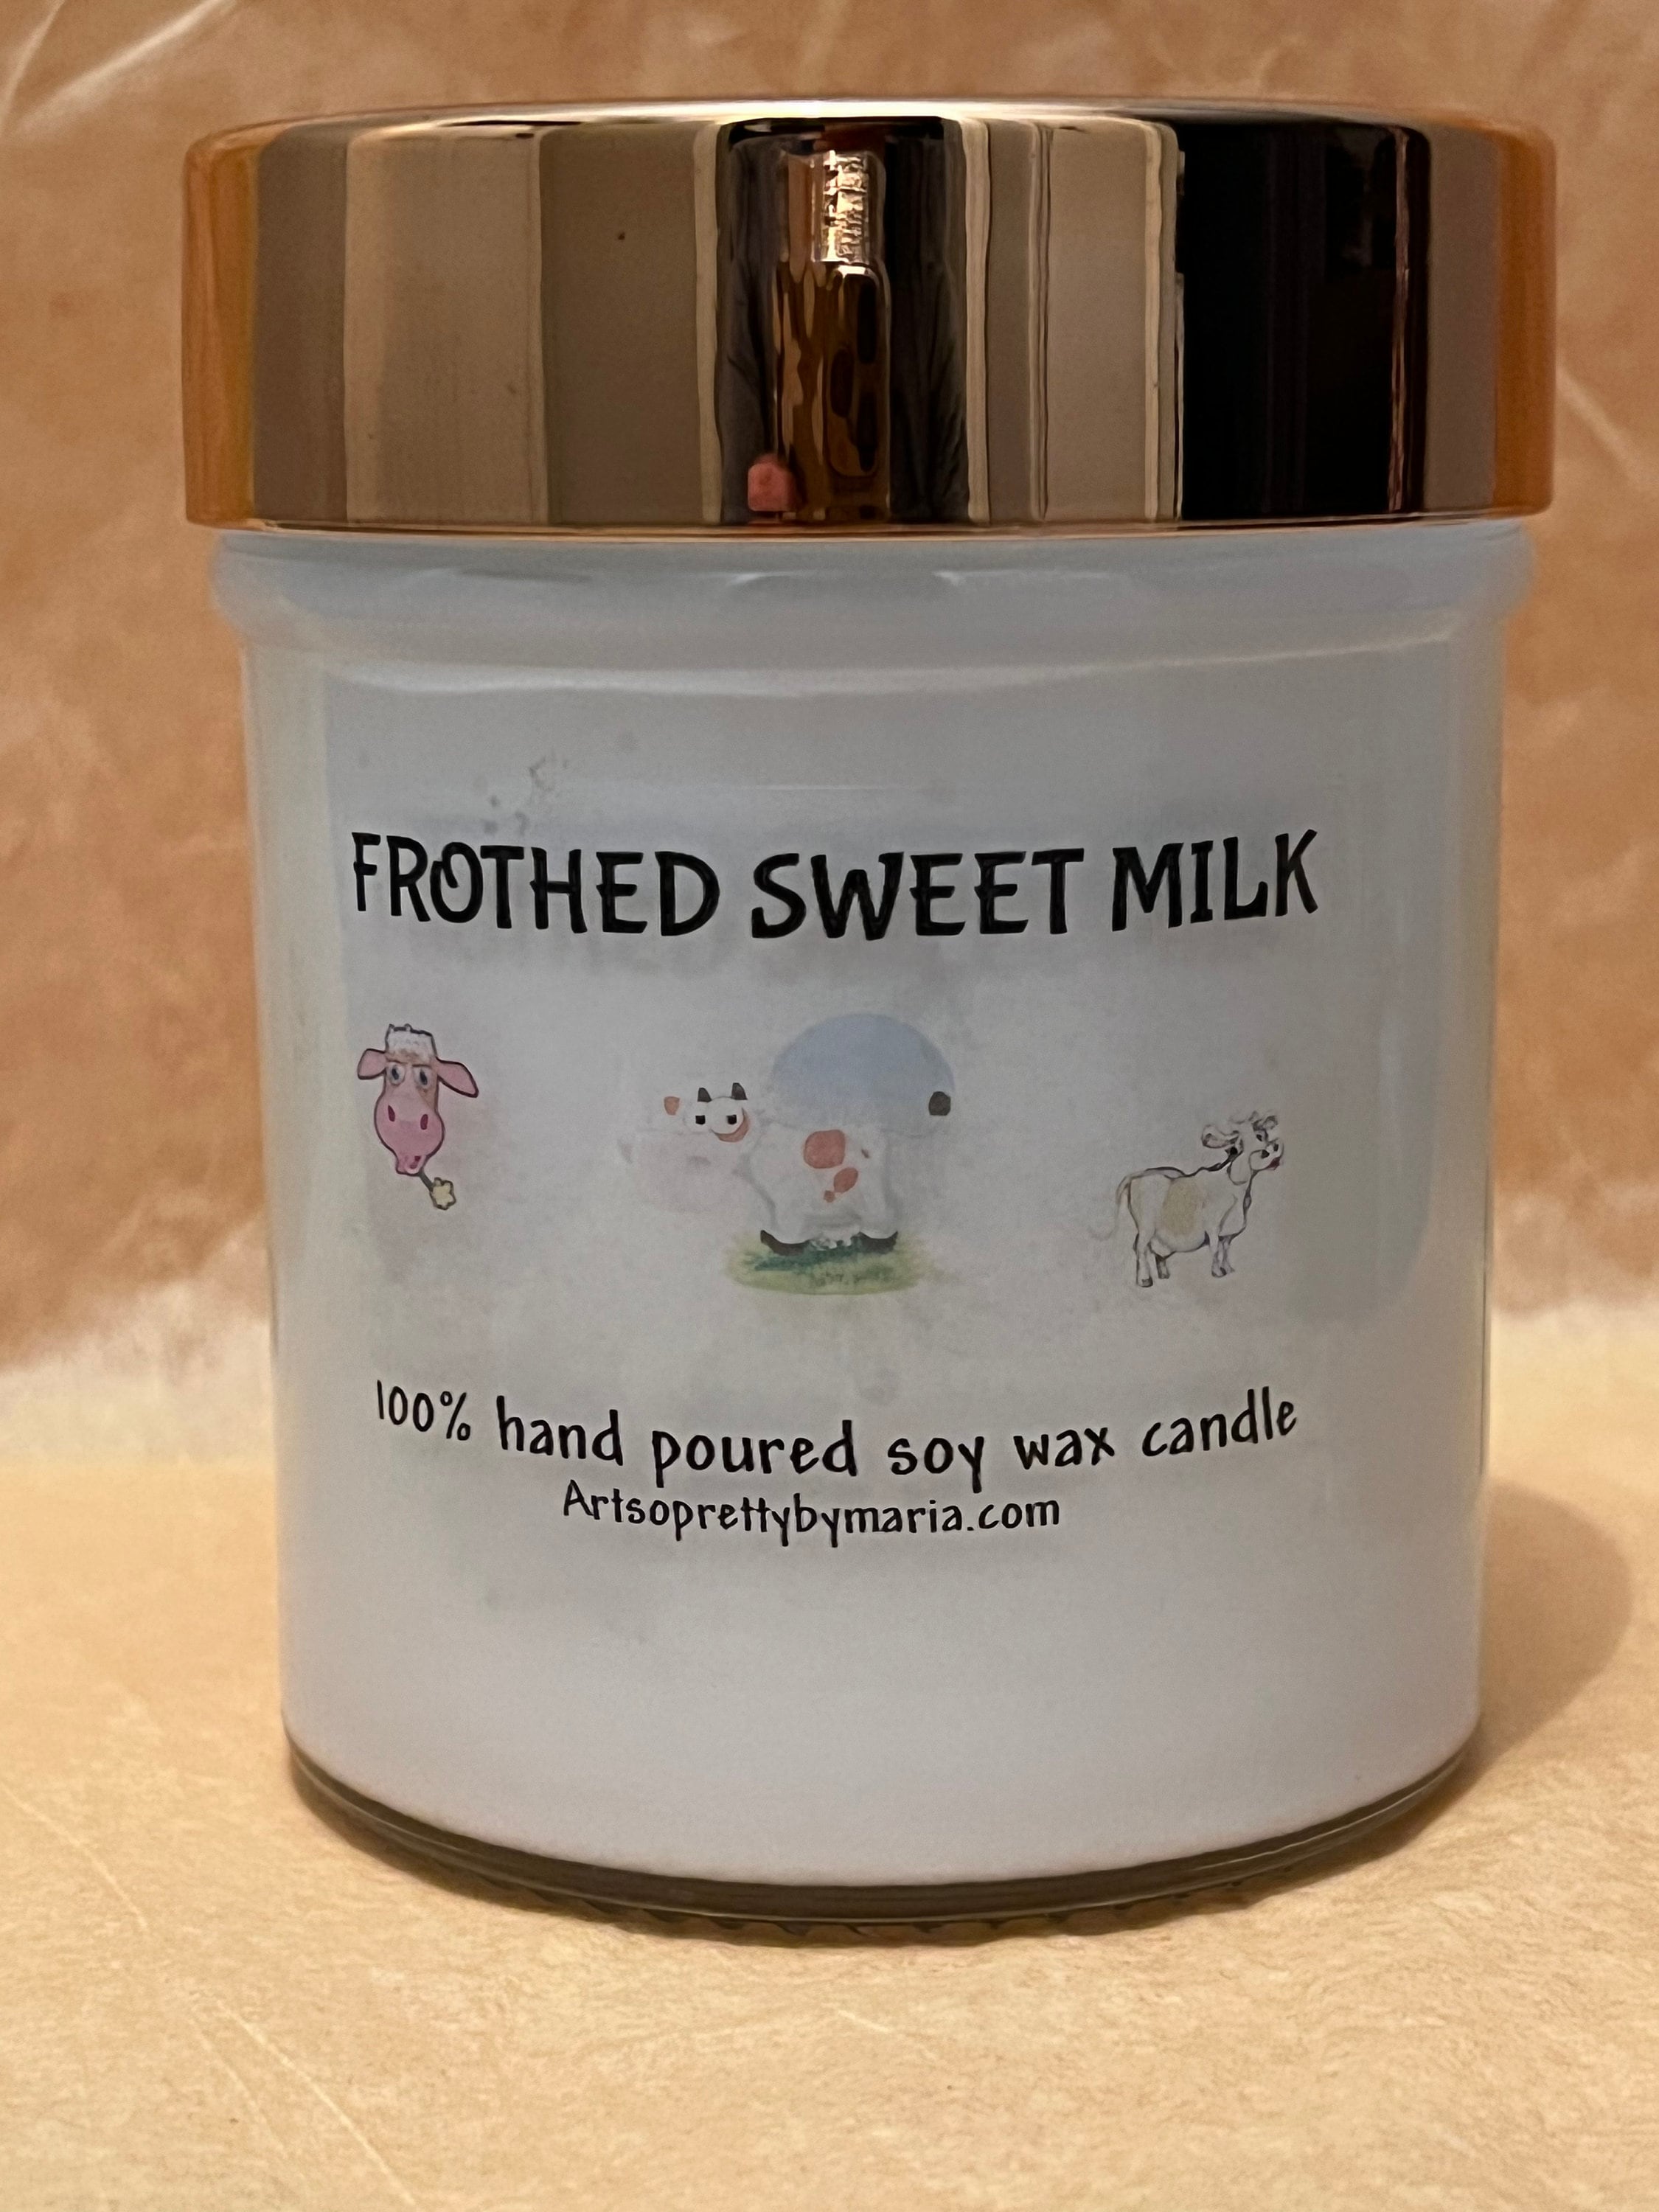 FROTHED SWEET MILK
100% hand poured soy wax candle
Artsoprettybymaria.com